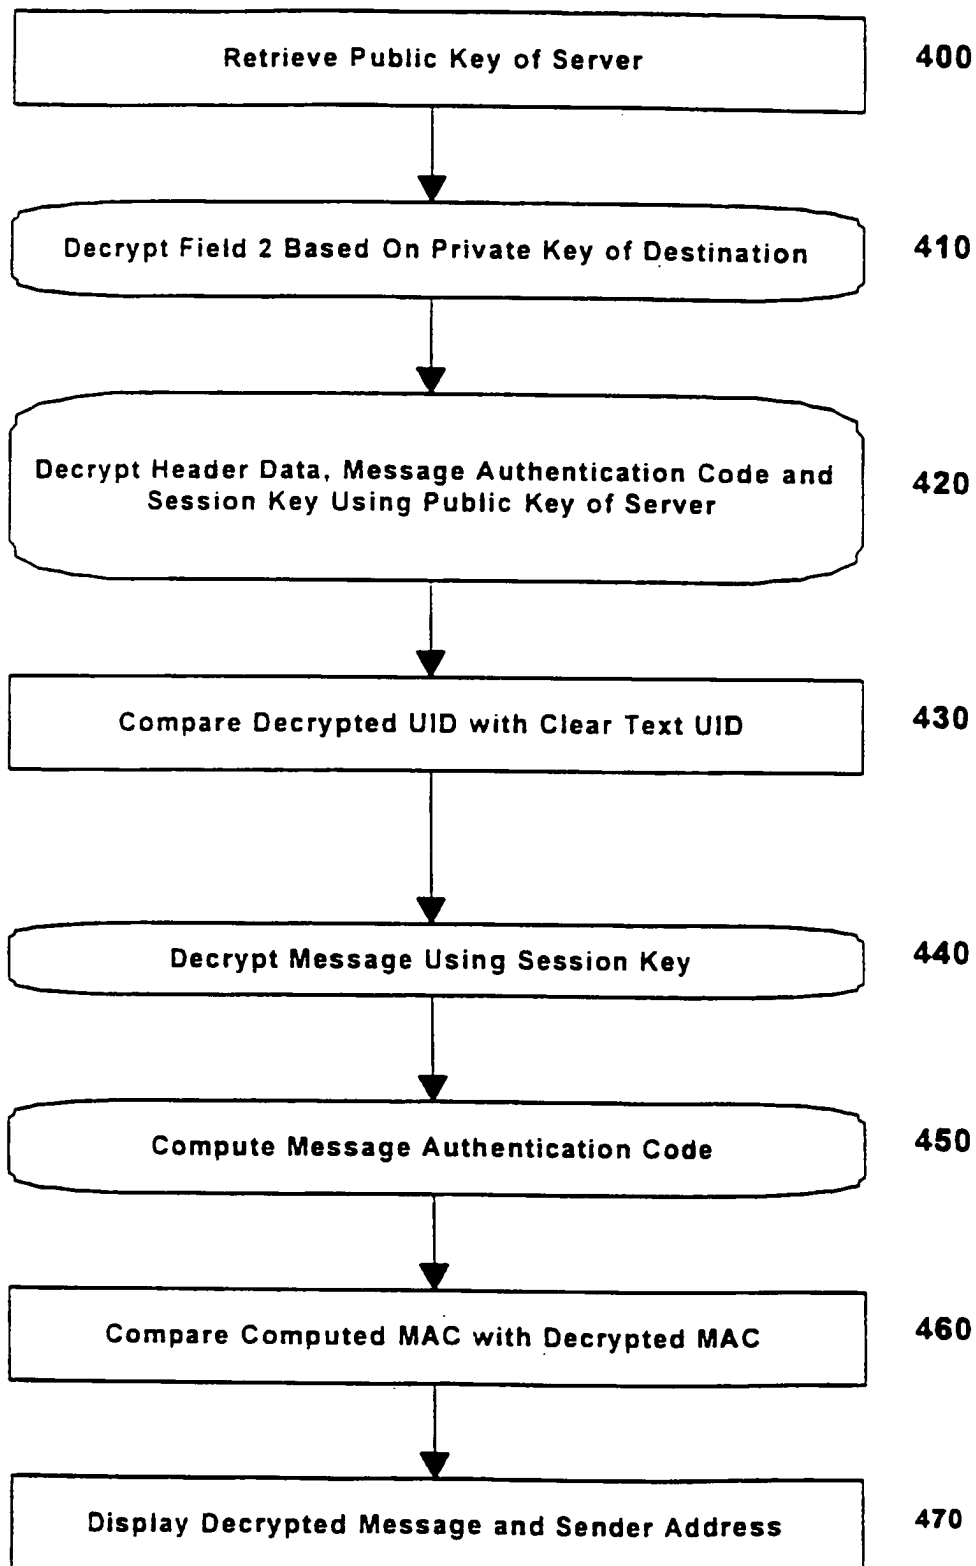 Retrieve Public Key of Server 400
Decrypt Field 2 Based On Private Key of Destination 410
Decrypt Header Data, Message Authentication Code and
Session Key Using Public Key of Server 420
Compare Decrypted UID with Clear Text UID 430
Decrypt Message Using Session Key 440
Compute Message Authentication Code 450
Compare Computed MAC with Decrypted MAC 460
Display Decrypted Message and Sender Address 470